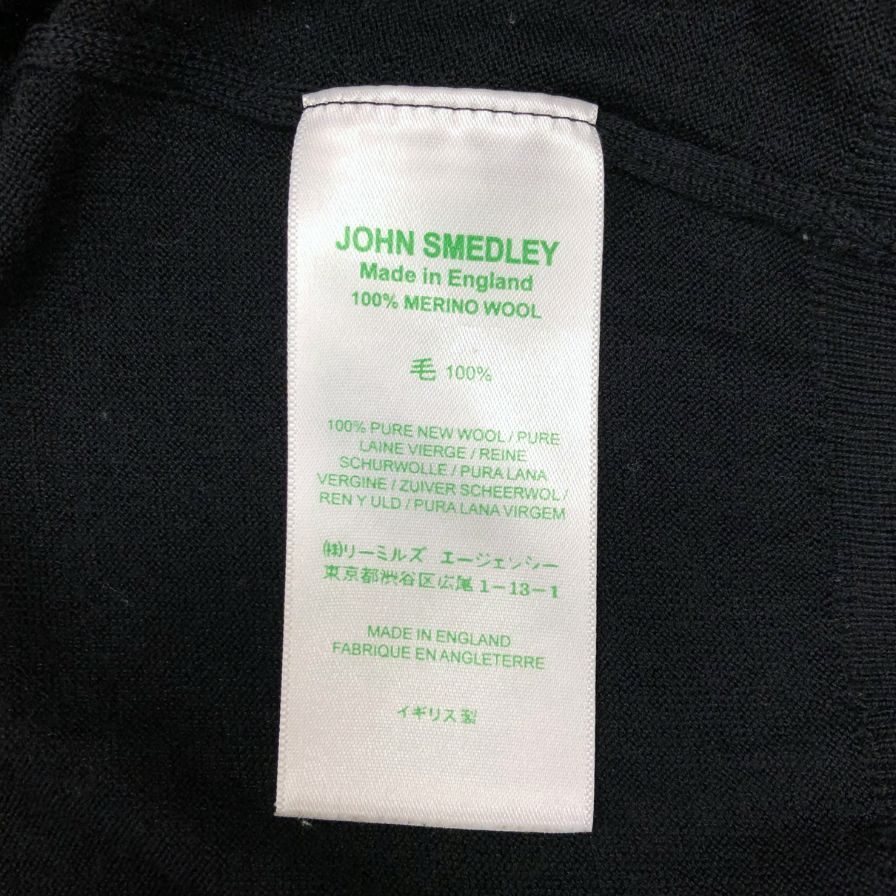 JOHN SMEDLEY
Made in England
100% MERINO WOOL
毛 100%
100% PURE NEW WOOL / PURE
LAINE VIERGE / REINE
SCHURWOLLE / PURA LANA
VERGINE / ZUIVER SCHEERWOL /
REN Y ULD / PURA LANA VIRGEM
㈱リーミルズ エージェンシー
東京都渋谷区広尾1-13-1
MADE IN ENGLAND
FABRIQUE EN ANGLETERRE
イギリス製